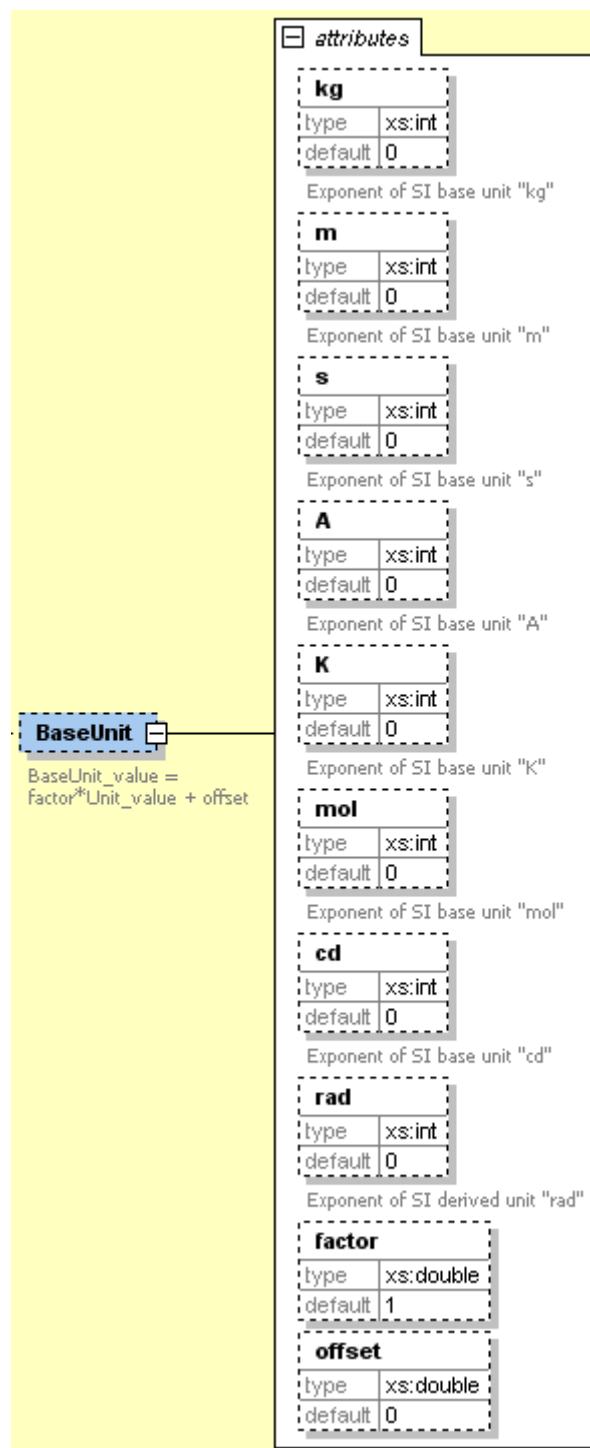 attributes
kg
type xs:int
default 0
Exponent of SI base unit "kg"
m
type xs:int
default 0
Exponent of SI base unit "m"
s
type xs:int
default 0
Exponent of SI base unit "s"
A
type xs:int
default 0
Exponent of SI base unit "A"
K
type xs:int
default 0
Exponent of SI base unit "K"
BaseUnit
BaseUnit_value =
factor*Unit_value + offset
mol
type xs:int
default 0
Exponent of SI base unit "mol"
cd
type xs:int
default 0
Exponent of SI base unit "cd"
rad
type xs:int
default 0
Exponent of SI derived unit "rad"
factor
type xs:double
default 1
offset
type xs:double
default 0